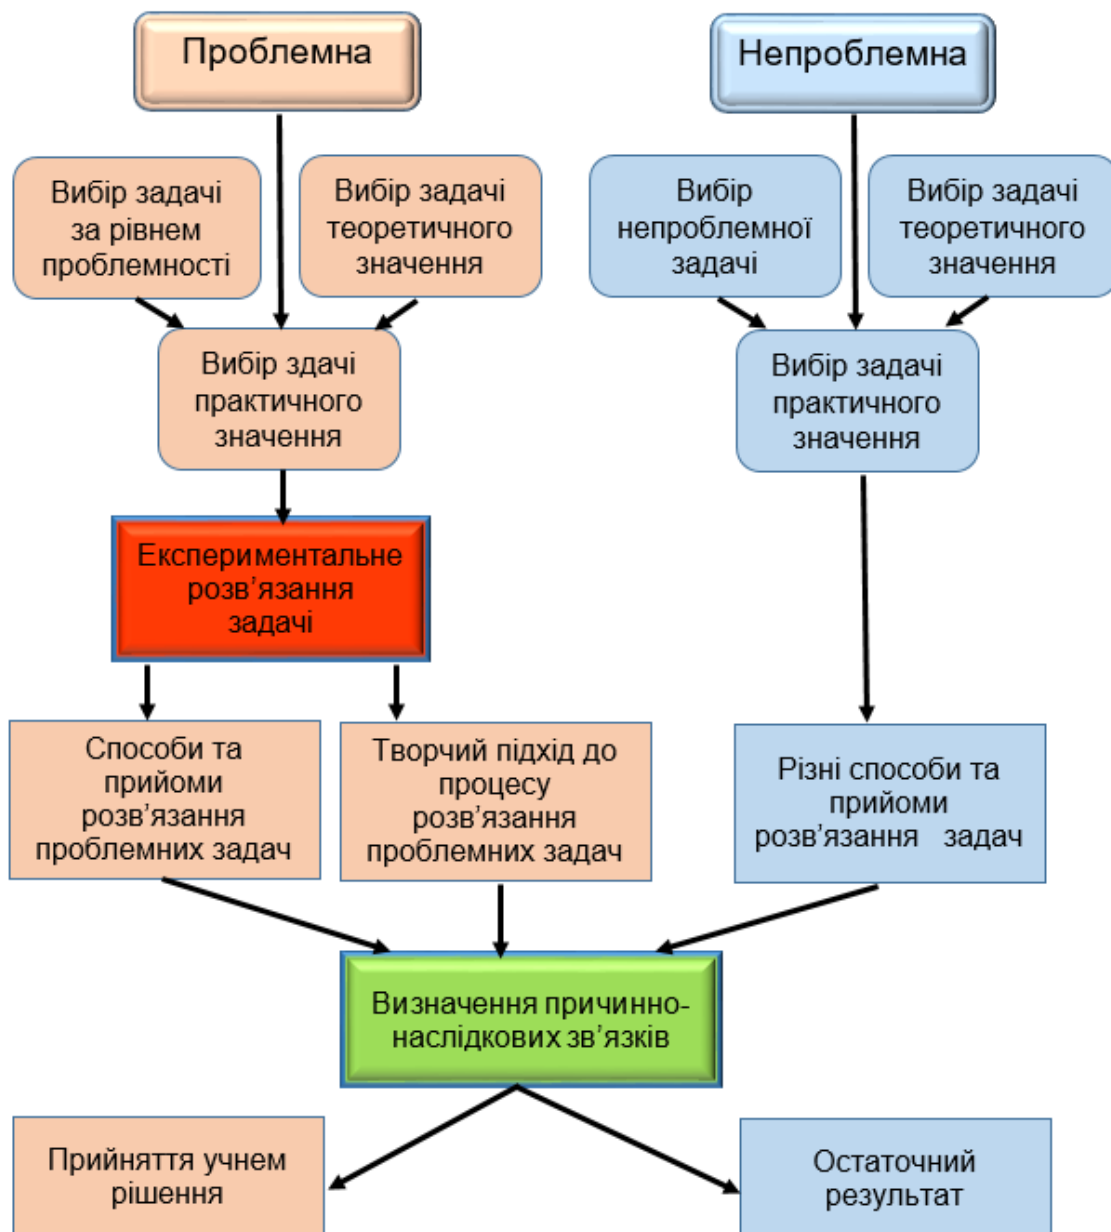 Проблемна
Непроблемна
Вибір задачі
за рівнем
проблемності
Вибір задачі
теоретичного
значення
Вибір
непроблемної
задачі
Вибір задачі
теоретичного
значення
Вибір здачі
практичного
значення
Вибір задачі
практичного
значення
Експериментальне
розв’язання
задачі
Способи та
прийоми
розв’язання
проблемних задач
Творчий підхід до
процесу
розв’язання
проблемних задач
Різні способи та
прийоми
розв’язання задач
Визначення причинно-
наслідкових зв’язків
Прийняття учнем
рішення
Остаточний
результат